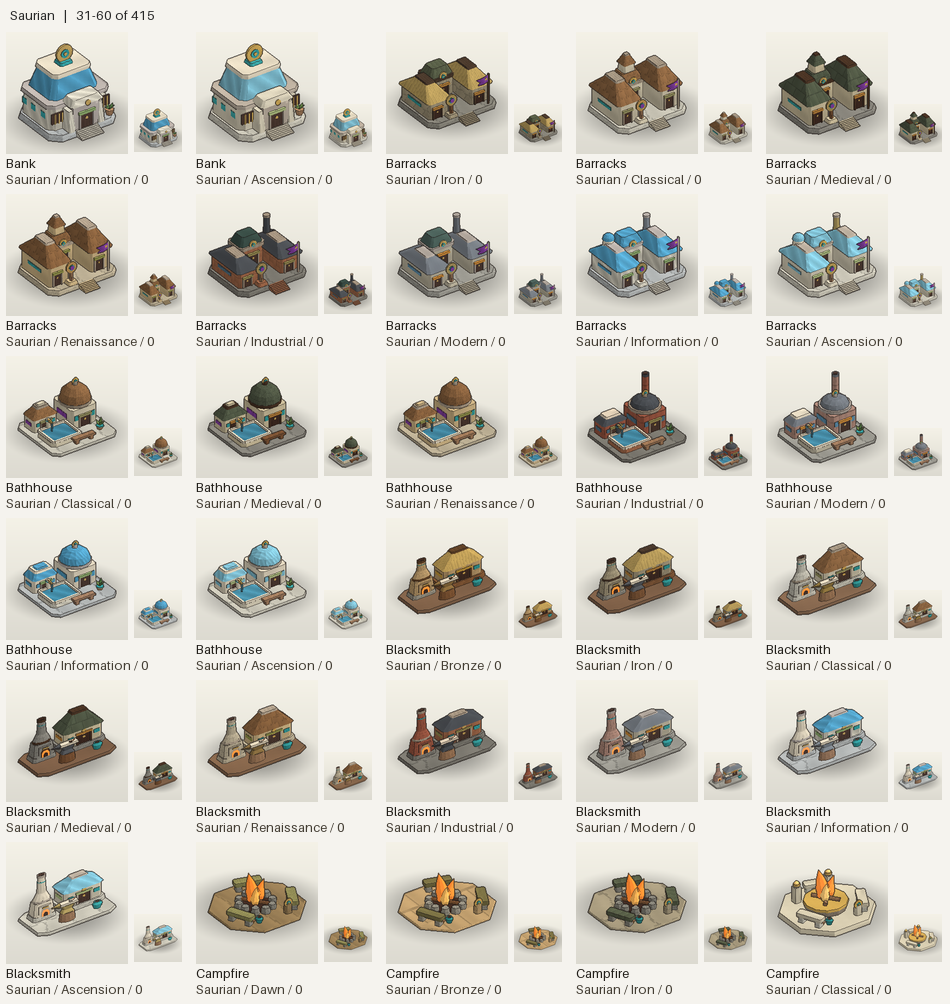 Saurian | 31-60 of 415
Bank
Saurian / Information / 0
Bank
Saurian / Ascension / 0
Barracks
Saurian / Iron / 0
Barracks
Saurian / Classical / 0
Barracks
Saurian / Medieval / 0
Barracks
Saurian / Renaissance / 0
Barracks
Saurian / Industrial / 0
Barracks
Saurian / Modern / 0
Barracks
Saurian / Information / 0
Barracks
Saurian / Ascension / 0
Bathhouse
Saurian / Classical / 0
Bathhouse
Saurian / Medieval / 0
Bathhouse
Saurian / Renaissance / 0
Bathhouse
Saurian / Industrial / 0
Bathhouse
Saurian / Modern / 0
Bathhouse
Saurian / Information / 0
Bathhouse
Saurian / Ascension / 0
Blacksmith
Saurian / Bronze / 0
Blacksmith
Saurian / Iron / 0
Blacksmith
Saurian / Classical / 0
Blacksmith
Saurian / Medieval / 0
Blacksmith
Saurian / Renaissance / 0
Blacksmith
Saurian / Industrial / 0
Blacksmith
Saurian / Modern / 0
Blacksmith
Saurian / Information / 0
Blacksmith
Saurian / Ascension / 0
Campfire
Saurian / Dawn / 0
Campfire
Saurian / Bronze / 0
Campfire
Saurian / Iron / 0
Campfire
Saurian / Classical / 0